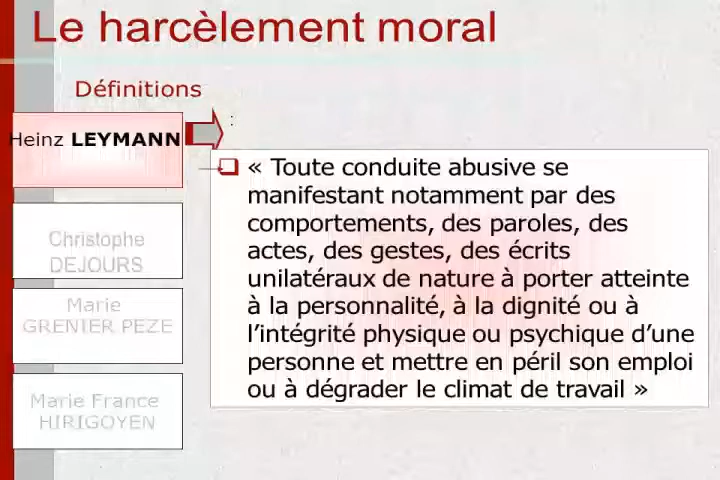 Le harcèlement moral
Définitions
Heinz LEYMANN
:
« Toute conduite abusive se
manifestant notamment par des
comportements, des paroles, des
actes, des gestes, des écrits
unilatéraux de nature à porter atteinte
à la personnalité, à la dignité ou à
l’intégrité physique ou psychique d’une
personne et mettre en péril son emploi
ou à dégrader le climat de travail »
Christophe
DEJOURS
Marie
GRENIER PEZE
Marie France
HIRIGOYEN